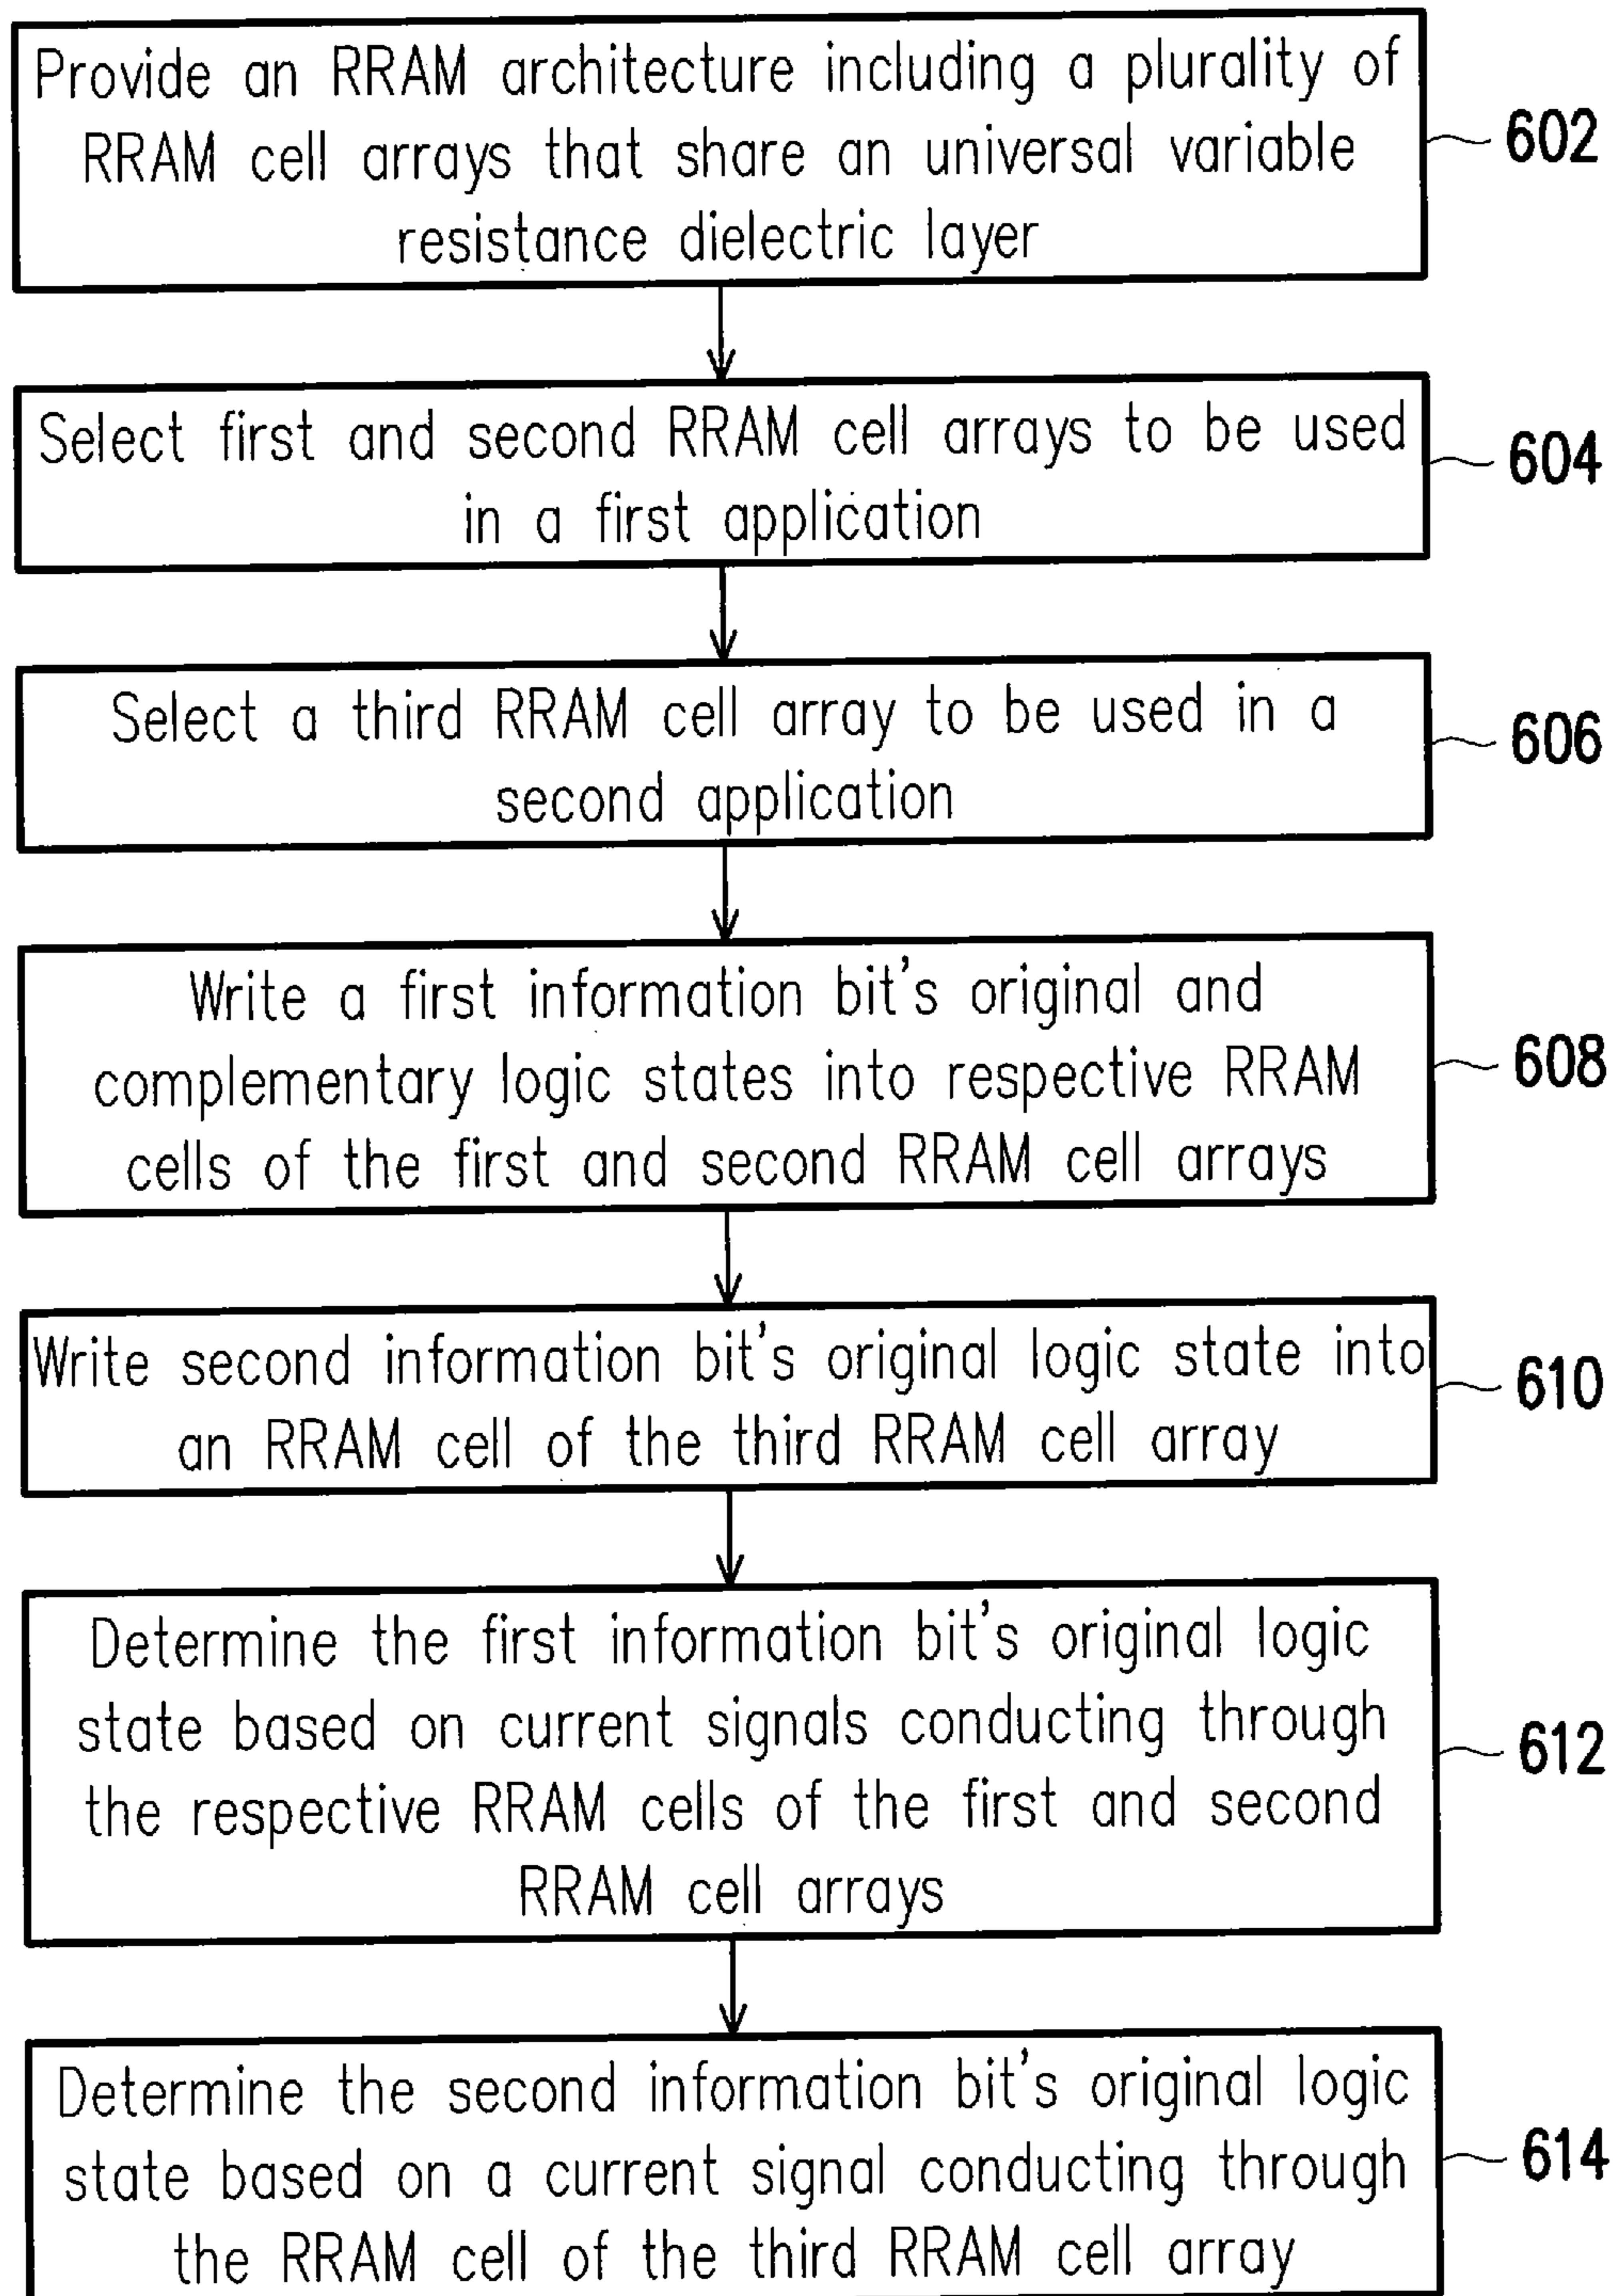 Provide an RRAM architecture including a plurality of
RRAM cell arrays that share an universal variable
resistance dielectric layer
602
Select first and second RRAM cell arrays to be used
in a first application
604
Select a third RRAM cell array to be used in a
second application
606
Write a first information bit's original and
complementary logic states into respective RRAM
cells of the first and second RRAM cell arrays
608
Write second information bit's original logic state into
an RRAM cell of the third RRAM cell array
610
Determine the first information bit's original logic
state based on current signals conducting through
the respective RRAM cells of the first and second
RRAM cell arrays
612
Determine the second information bit's original logic
state based on a current signal conducting through
the RRAM cell of the third RRAM cell array
614